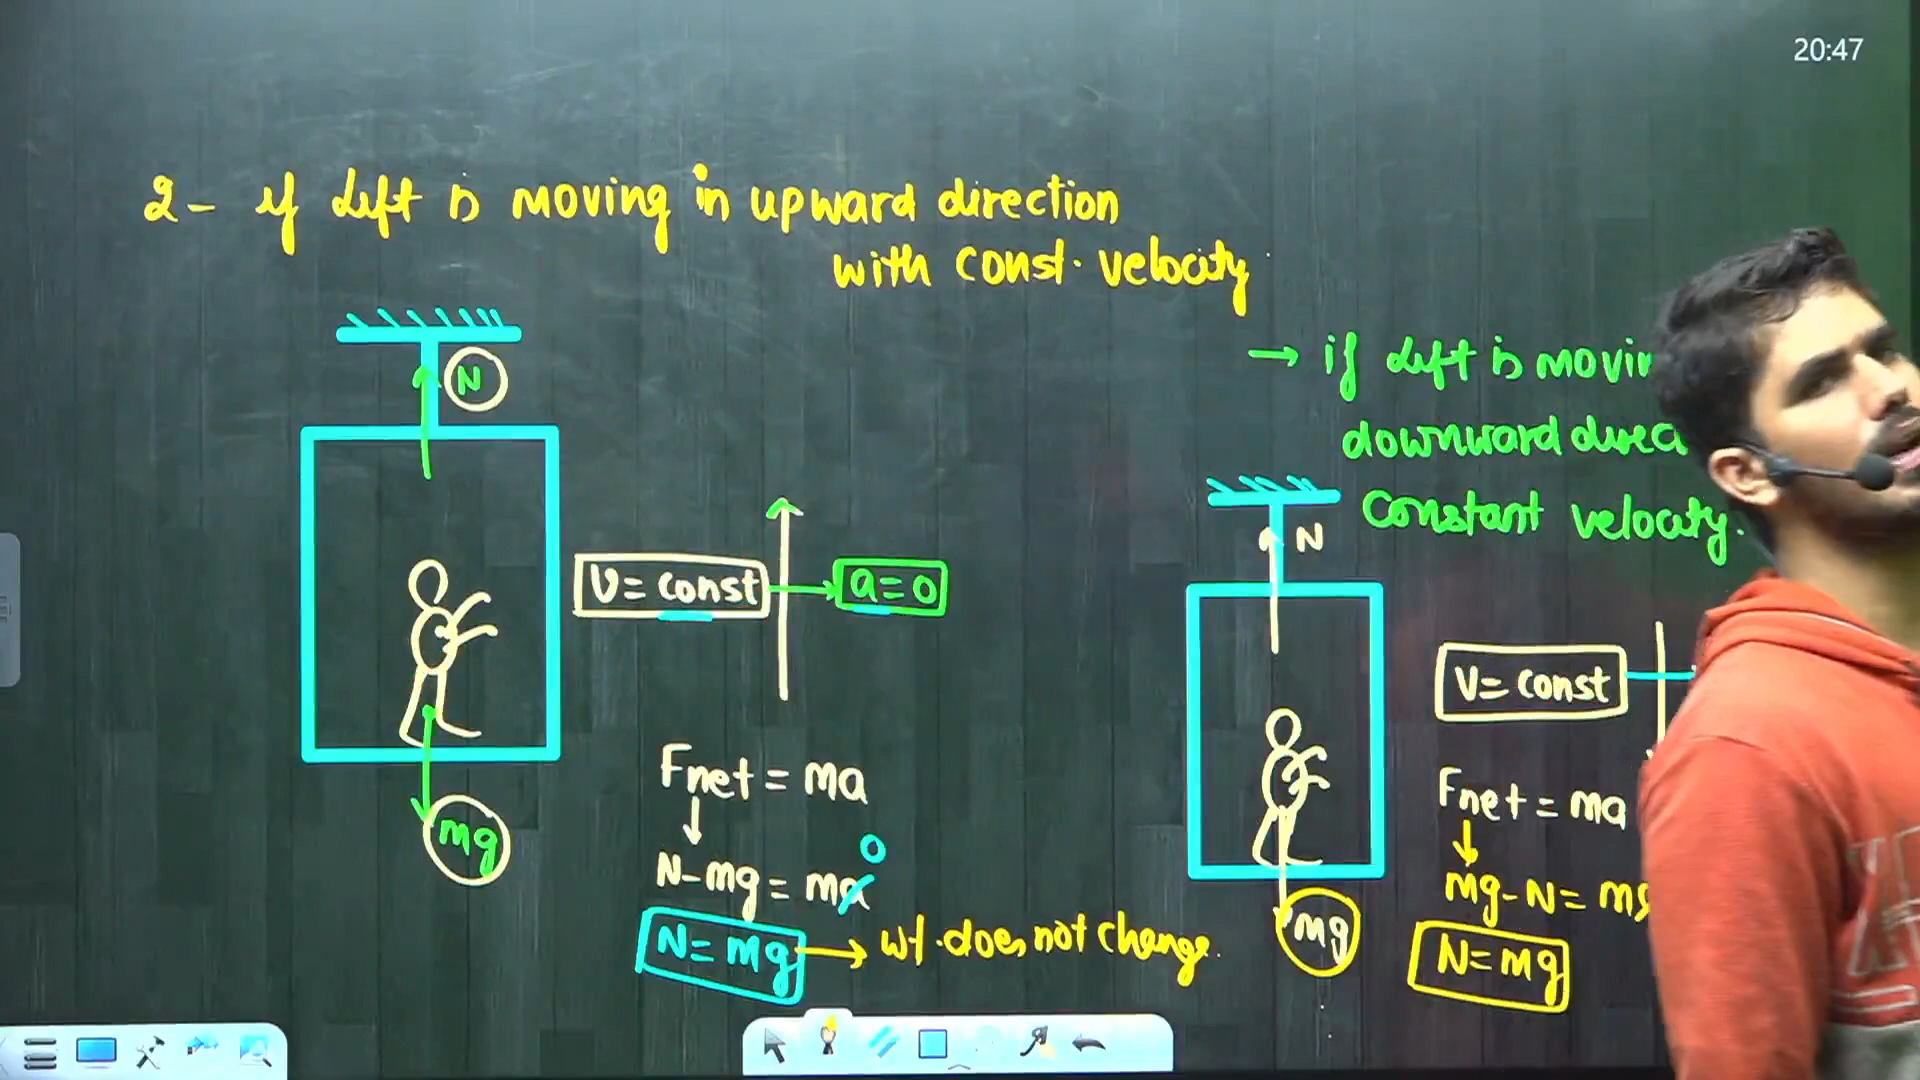 20:47
2- if Lift is moving in upward direction
with const. velocity
N
V = const
a = 0
mg
Fnet = ma
N-mg = ma
0
N = mg
wt. does not change.
→ if Lift is
downward
Constant velocity.
N
V = const
mg
Fnet = ma
mg - N =
N = mg